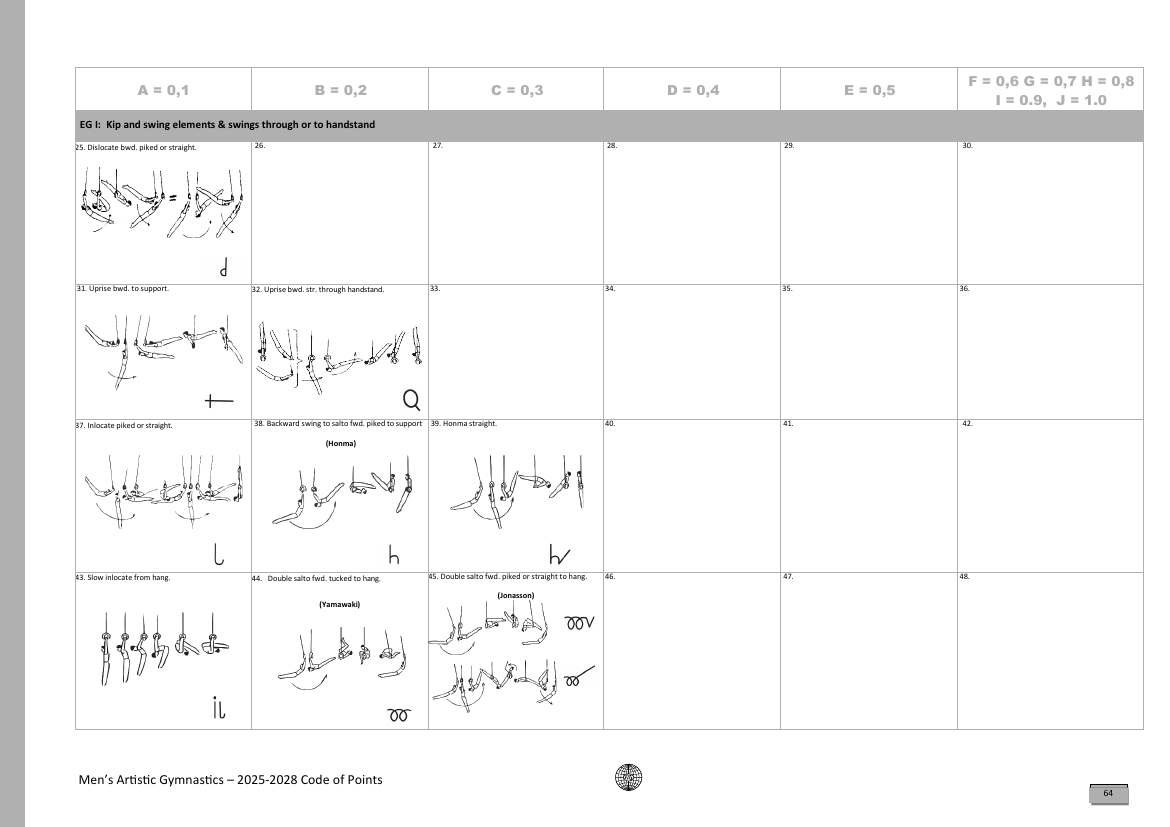 A = 0,1
B = 0,2
C = 0,3
D = 0,4
E = 0,5
F = 0,6 G = 0,7 H = 0,8
I = 0.9, J = 1.0
EG I: Kip and swing elements & swings through or to handstand
25. Dislocate bwd. piked or straight.
26.
27.
28.
29.
30.
31. Uprise bwd. to support.
32. Uprise bwd. str. through handstand.
33.
34.
35.
36.
37. Inlocate piked or straight.
38. Backward swing to salto fwd. piked to support
(Honma)
39. Honma straight.
40.
41.
42.
43. Slow inlocate from hang.
44. Double salto fwd. tucked to hang.
(Yamawaki)
45. Double salto fwd. piked or straight to hang.
(Jonasson)
46.
47.
48.
Men's Artistic Gymnastics – 2025-2028 Code of Points
64